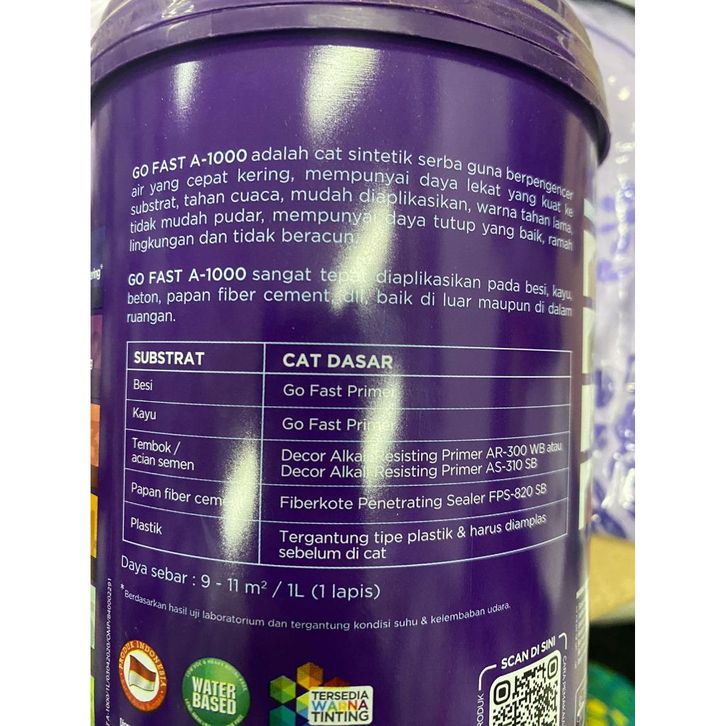 GO FAST A-1000 adalah cat sintetik serba guna berpengencer
air yang cepat kering, mempunyai daya lekat yang kuat ke
substrat, tahan cuaca, mudah diaplikasikan, warna tahan lama,
tidak mudah pudar, mempunyai daya tutup yang baik, ramah
lingkungan dan tidak beracun.
GO FAST A-1000 sangat tepat diaplikasikan pada besi, kayu,
beton, papan fiber cement, dll, baik di luar maupun di dalam
ruangan.
SUBSTRAT CAT DASAR
Besi Go Fast Primer
Kayu Go Fast Primer
Tembok /
acian semen
Decor Alkali Resisting Primer AR-300 WB atau
Decor Alkali Resisting Primer AS-310 SB
Papan fiber cement Fiberkote Penetrating Sealer FPS-820 SB
Plastik
Tergantung tipe plastik & harus diamplas
sebelum di cat
Daya sebar : 9 - 11 m² / 1L (1 lapis)
* Berdasarkan hasil uji laboratorium dan tergantung kondisi suhu & kelembaban udara.
PRODUK INDONESIA
WATER
BASED
TERSEDIA
WARNA
TINTING
SCAN DI SINI
PRODUK